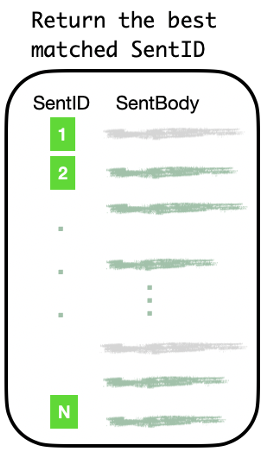 Return the best
matched SentID
SentID SentBody
1
2
N